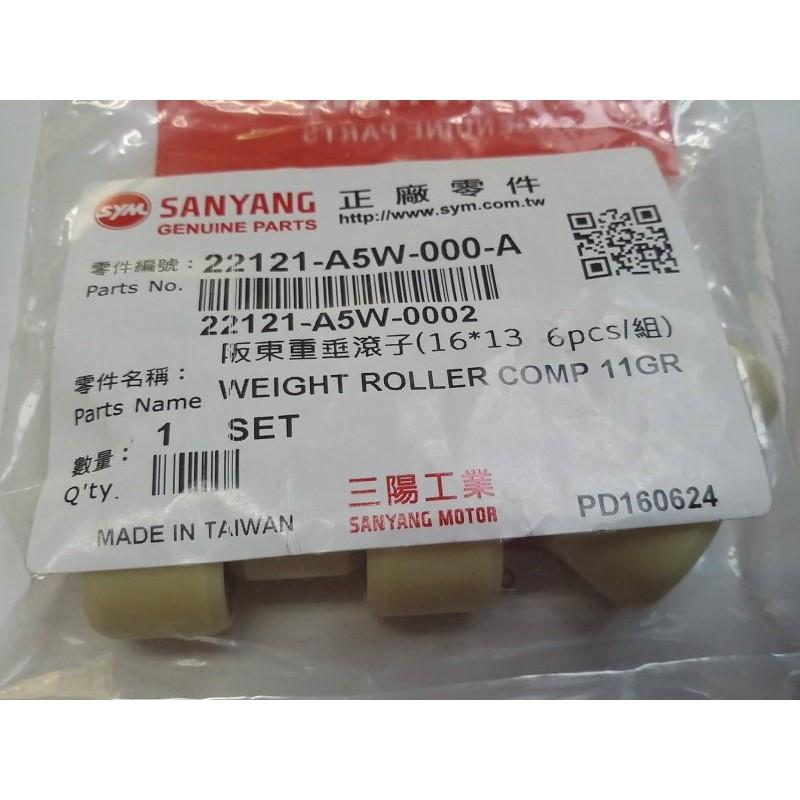 GENUINE PARTS
SYM SANYANG 正廠零件
GENUINE PARTS http://www.sym.com.tw
零件編號： 22121-A5W-000-A
Parts No.
22121-A5W-0002
阪東重垂滾子(16*13 6pcs/組)
零件名稱： WEIGHT ROLLER COMP 11GR
Parts Name
數量： 1 SET
Q'ty.
三陽工業
MADE IN TAIWAN SANYANG MOTOR PD160624